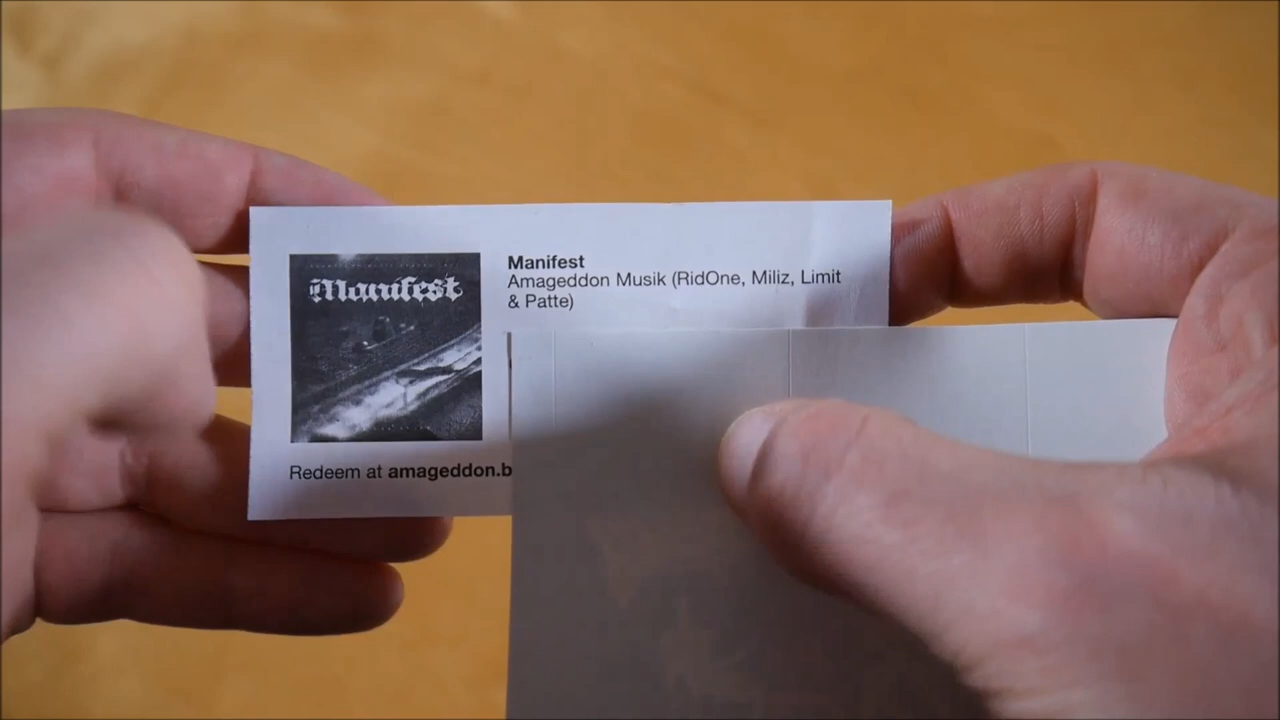 Manifest
Manifest
Amageddon Musik (RidOne, Miliz, Limit
& Patte)
Redeem at amageddon.b